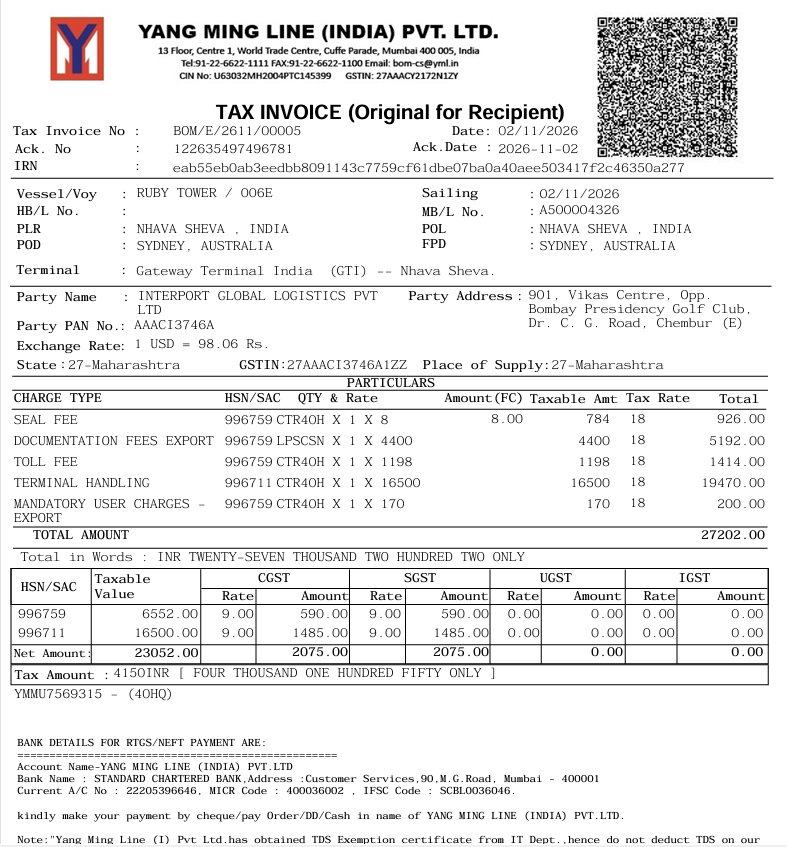 YANG MING LINE (INDIA) PVT. LTD.
13 Floor, Centre 1, World Trade Centre, Cuffe Parade, Mumbai 400 005, India
Tel:91-22-6622-1111 FAX:91-22-6622-1100 Email: bom-cs@yml.in
CIN No: U63032MH2004PTC145399 GSTIN: 27AAACY2172N1ZY
TAX INVOICE (Original for Recipient)
Tax Invoice No : BOM/E/2611/00005 Date: 02/11/2026
Ack. No : 122635497496781 Ack.Date : 2026-11-02
IRN : eab55eb0ab3eedbb8091143c7759cf61dbe07ba0a40aee503417f2c46350a277
Vessel/Voy : RUBY TOWER / 006E Sailing : 02/11/2026
HB/L No. : MB/L No. : A500004326
PLR : NHAVA SHEVA , INDIA POL : NHAVA SHEVA , INDIA
POD : SYDNEY, AUSTRALIA FPD : SYDNEY, AUSTRALIA
Terminal : Gateway Terminal India (GTI) -- Nhava Sheva.
Party Name : INTERPORT GLOBAL LOGISTICS PVT LTD Party Address : 901, Vikas Centre, Opp.
Bombay Presidency Golf Club,
Dr. C. G. Road, Chembur (E)
Party PAN No.: AAACI3746A
Exchange Rate: 1 USD = 98.06 Rs.
State : 27-Maharashtra GSTIN:27AAACI3746A1ZZ Place of Supply:27-Maharashtra
PARTICULARS
CHARGE TYPE HSN/SAC QTY & Rate Amount(FC) Taxable Amt Tax Rate Total
SEAL FEE 996759 CTR40H X 1 X 8 8.00 784 18 926.00
DOCUMENTATION FEES EXPORT 996759 LPSCSN X 1 X 4400 4400 18 5192.00
TOLL FEE 996759 CTR40H X 1 X 1198 1198 18 1414.00
TERMINAL HANDLING 996711 CTR40H X 1 X 16500 16500 18 19470.00
MANDATORY USER CHARGES - 996759 CTR40H X 1 X 170 170 18 200.00
EXPORT
TOTAL AMOUNT 27202.00
Total in Words : INR TWENTY-SEVEN THOUSAND TWO HUNDRED TWO ONLY
HSN/SAC Taxable Value CGST SGST UGST IGST
Rate Amount Rate Amount Rate Amount Rate Amount
996759 6552.00 9.00 590.00 9.00 590.00 0.00 0.00 0.00 0.00
996711 16500.00 9.00 1485.00 9.00 1485.00 0.00 0.00 0.00 0.00
Net Amount: 23052.00 2075.00 2075.00 0.00 0.00
Tax Amount : 4150INR [ FOUR THOUSAND ONE HUNDRED FIFTY ONLY ]
YMMU7569315 - (40HQ)
BANK DETAILS FOR RTGS/NEFT PAYMENT ARE:
==================================================
Account Name-YANG MING LINE (INDIA) PVT.LTD
Bank Name : STANDARD CHARTERED BANK,Address :Customer Services,90,M.G.Road, Mumbai - 400001
Current A/C No : 22205396646, MICR Code : 400036002 , IFSC Code : SCBL0036046.
kindly make your payment by cheque/pay Order/DD/Cash in name of YANG MING LINE (INDIA) PVT.LTD.
Note:"Yang Ming Line (I) Pvt Ltd.has obtained TDS Exemption certificate from IT Dept.,hence do not deduct TDS on our